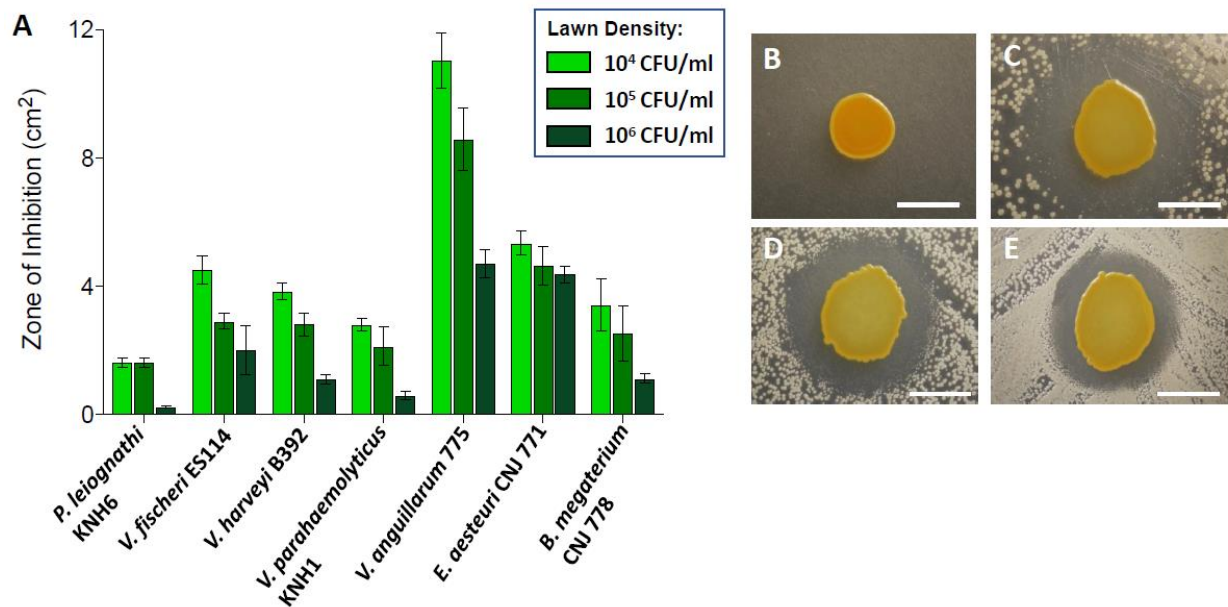 A
12
8
4
0
Zone of Inhibition (cm²)
Lawn Density:
10⁴ CFU/ml
10⁵ CFU/ml
10⁶ CFU/ml
P. leiognathi
KNH6
V. fischeri ES114
V. harveyi B392
V. parahaemolyticus
KNH1
V. anguillarum 775
E. aesteuri CNJ 771
B. megaterium
CNJ 778
B
C
D
E